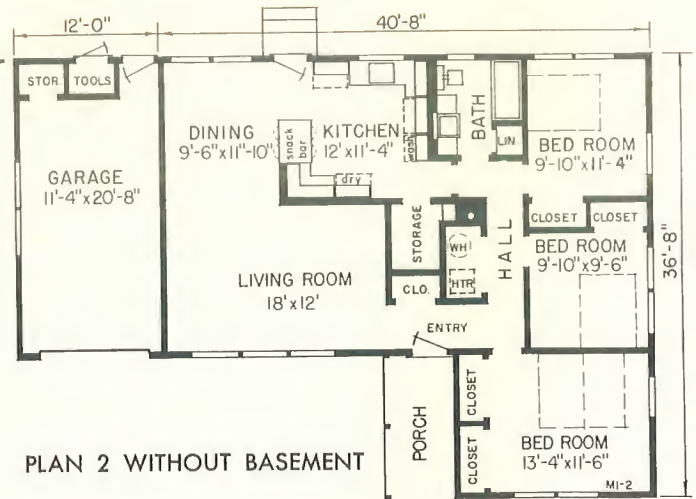 12'-0"
40'-8"
STOR.
TOOLS
GARAGE
11'-4"x20'-8"
DINING
9'-6"x11'-10"
snack
bar
KITCHEN
12'x11'-4"
wash
dry
BATH
LIN
BED ROOM
9'-10"x11'-4"
CLOSET
CLOSET
BED ROOM
9'-10"x9'-6"
36'-8"
STORAGE
WH
HTR
HALL
LIVING ROOM
18'x12'
CLO.
ENTRY
PORCH
CLOSET
CLOSET
BED ROOM
13'-4"x11'-6"
M1-2
PLAN 2 WITHOUT BASEMENT